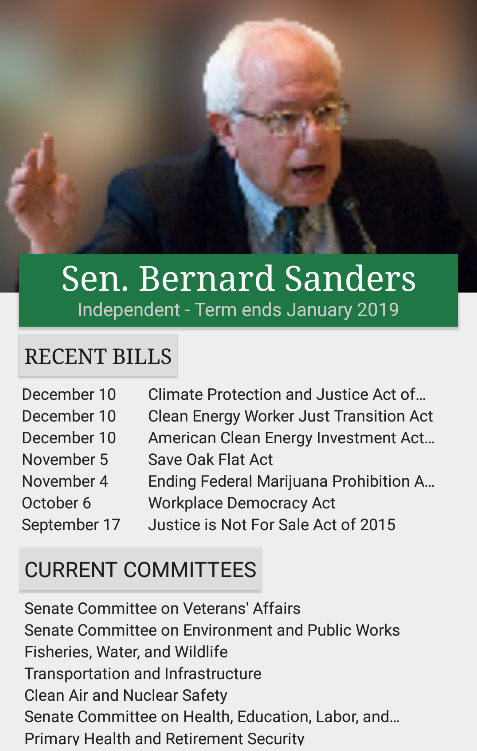 Sen. Bernard Sanders
Independent - Term ends January 2019
RECENT BILLS
December 10 Climate Protection and Justice Act of…
December 10 Clean Energy Worker Just Transition Act
December 10 American Clean Energy Investment Act…
November 5 Save Oak Flat Act
November 4 Ending Federal Marijuana Prohibition A…
October 6 Workplace Democracy Act
September 17 Justice is Not For Sale Act of 2015
CURRENT COMMITTEES
Senate Committee on Veterans' Affairs
Senate Committee on Environment and Public Works
Fisheries, Water, and Wildlife
Transportation and Infrastructure
Clean Air and Nuclear Safety
Senate Committee on Health, Education, Labor, and…
Primary Health and Retirement Security